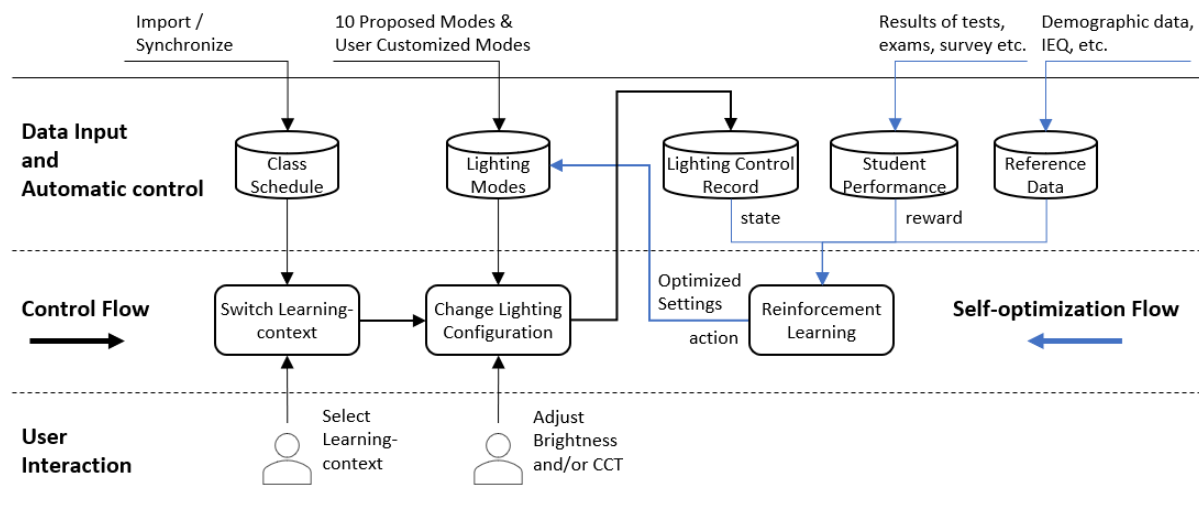 Import /
Synchronize
10 Proposed Modes &
User Customized Modes
Results of tests,
exams, survey etc.
Demographic data,
IEQ, etc.
Data Input
and
Automatic control
Class
Schedule
Lighting
Modes
Lighting Control
Record
Student
Performance
Reference
Data
state
reward
Control Flow
Switch Learning-
context
Change Lighting
Configuration
Optimized
Settings
action
Reinforcement
Learning
Self-optimization Flow
User
Interaction
Select
Learning-
context
Adjust
Brightness
and/or CCT